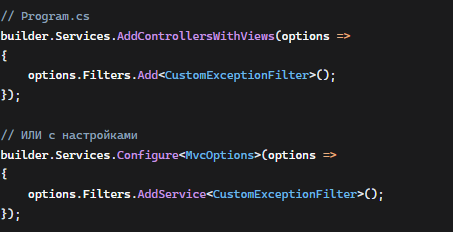 // Program.cs
builder.Services.AddControllersWithViews(options =>
{
    options.Filters.Add<CustomExceptionFilter>();
});

// ИЛИ с настройками
builder.Services.Configure<MvcOptions>(options =>
{
    options.Filters.AddService<CustomExceptionFilter>();
});